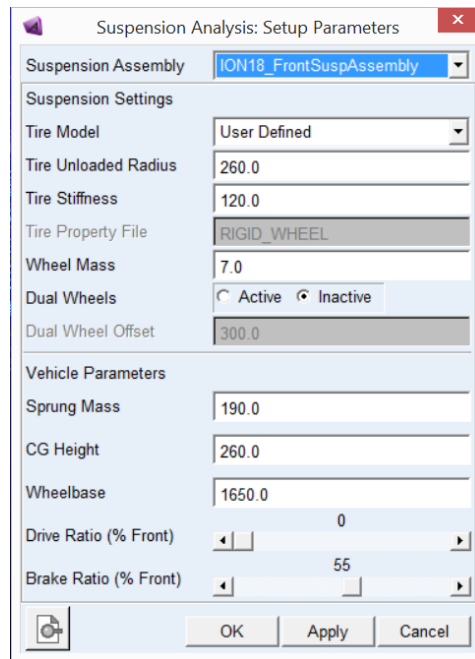 Suspension Analysis: Setup Parameters
Suspension Assembly ION18_FrontSuspAssembly
Suspension Settings
Tire Model User Defined
Tire Unloaded Radius 260.0
Tire Stiffness 120.0
Tire Property File RIGID_WHEEL
Wheel Mass 7.0
Dual Wheels Active Inactive
Dual Wheel Offset 300.0
Vehicle Parameters
Sprung Mass 190.0
CG Height 260.0
Wheelbase 1650.0
Drive Ratio (% Front) 0
Brake Ratio (% Front) 55
OK Apply Cancel